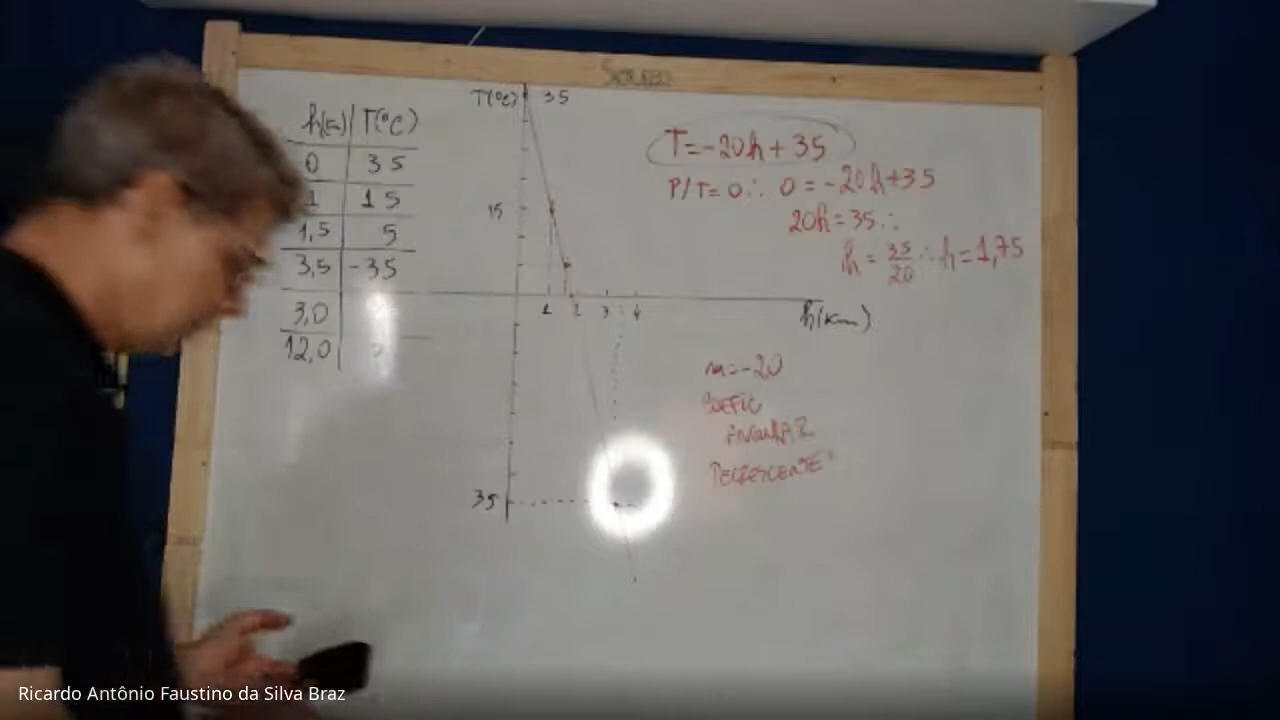 h(m) T(°C)
0 35
1 15
1,5 5
3,5 -35
3,0
12,0
T(°C) 35
15
1 2 3 4
h(Km)
35
T=-20h+35
P/T=0∴ 0=-20h+35
20h=35∴
h=35/20∴h=1,75
m=-20
COEFIC
ANGULAR
DECRESCENTE
Ricardo Antônio Faustino da Silva Braz